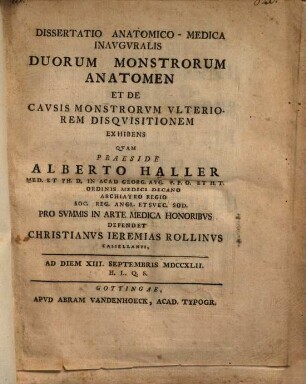 DISSERTATIO ANATOMICO - MEDICA
INAVGVRALIS
DUORUM MONSTRORUM
ANATOMEN
ET DE
CAVSIS MONSTRORVM VLTERIO-
REM DISQVISITIONEM
EXHIBENS
QVAM
PRAESIDE
ALBERTO HALLER
MED. ET PH. D. IN ACAD GEORG. AVG. P. P. O. ET H. T.
ORDINIS MEDICI DECANO
ARCHIATRO REGIO
SOC. REG. ANGL. ET SVEC. SOD.
PRO SVMMIS IN ARTE MEDICA HONORIBVS
DEFENDET
CHRISTIANVS IEREMIAS ROLLINVS
CASSELLANVS,
AD DIEM XIII. SEPTEMBRIS MDCCXLII.
H. L. Q. S.
GOTTINGAE,
APVD ABRAM VANDENHOECK, ACAD. TYPOGR.